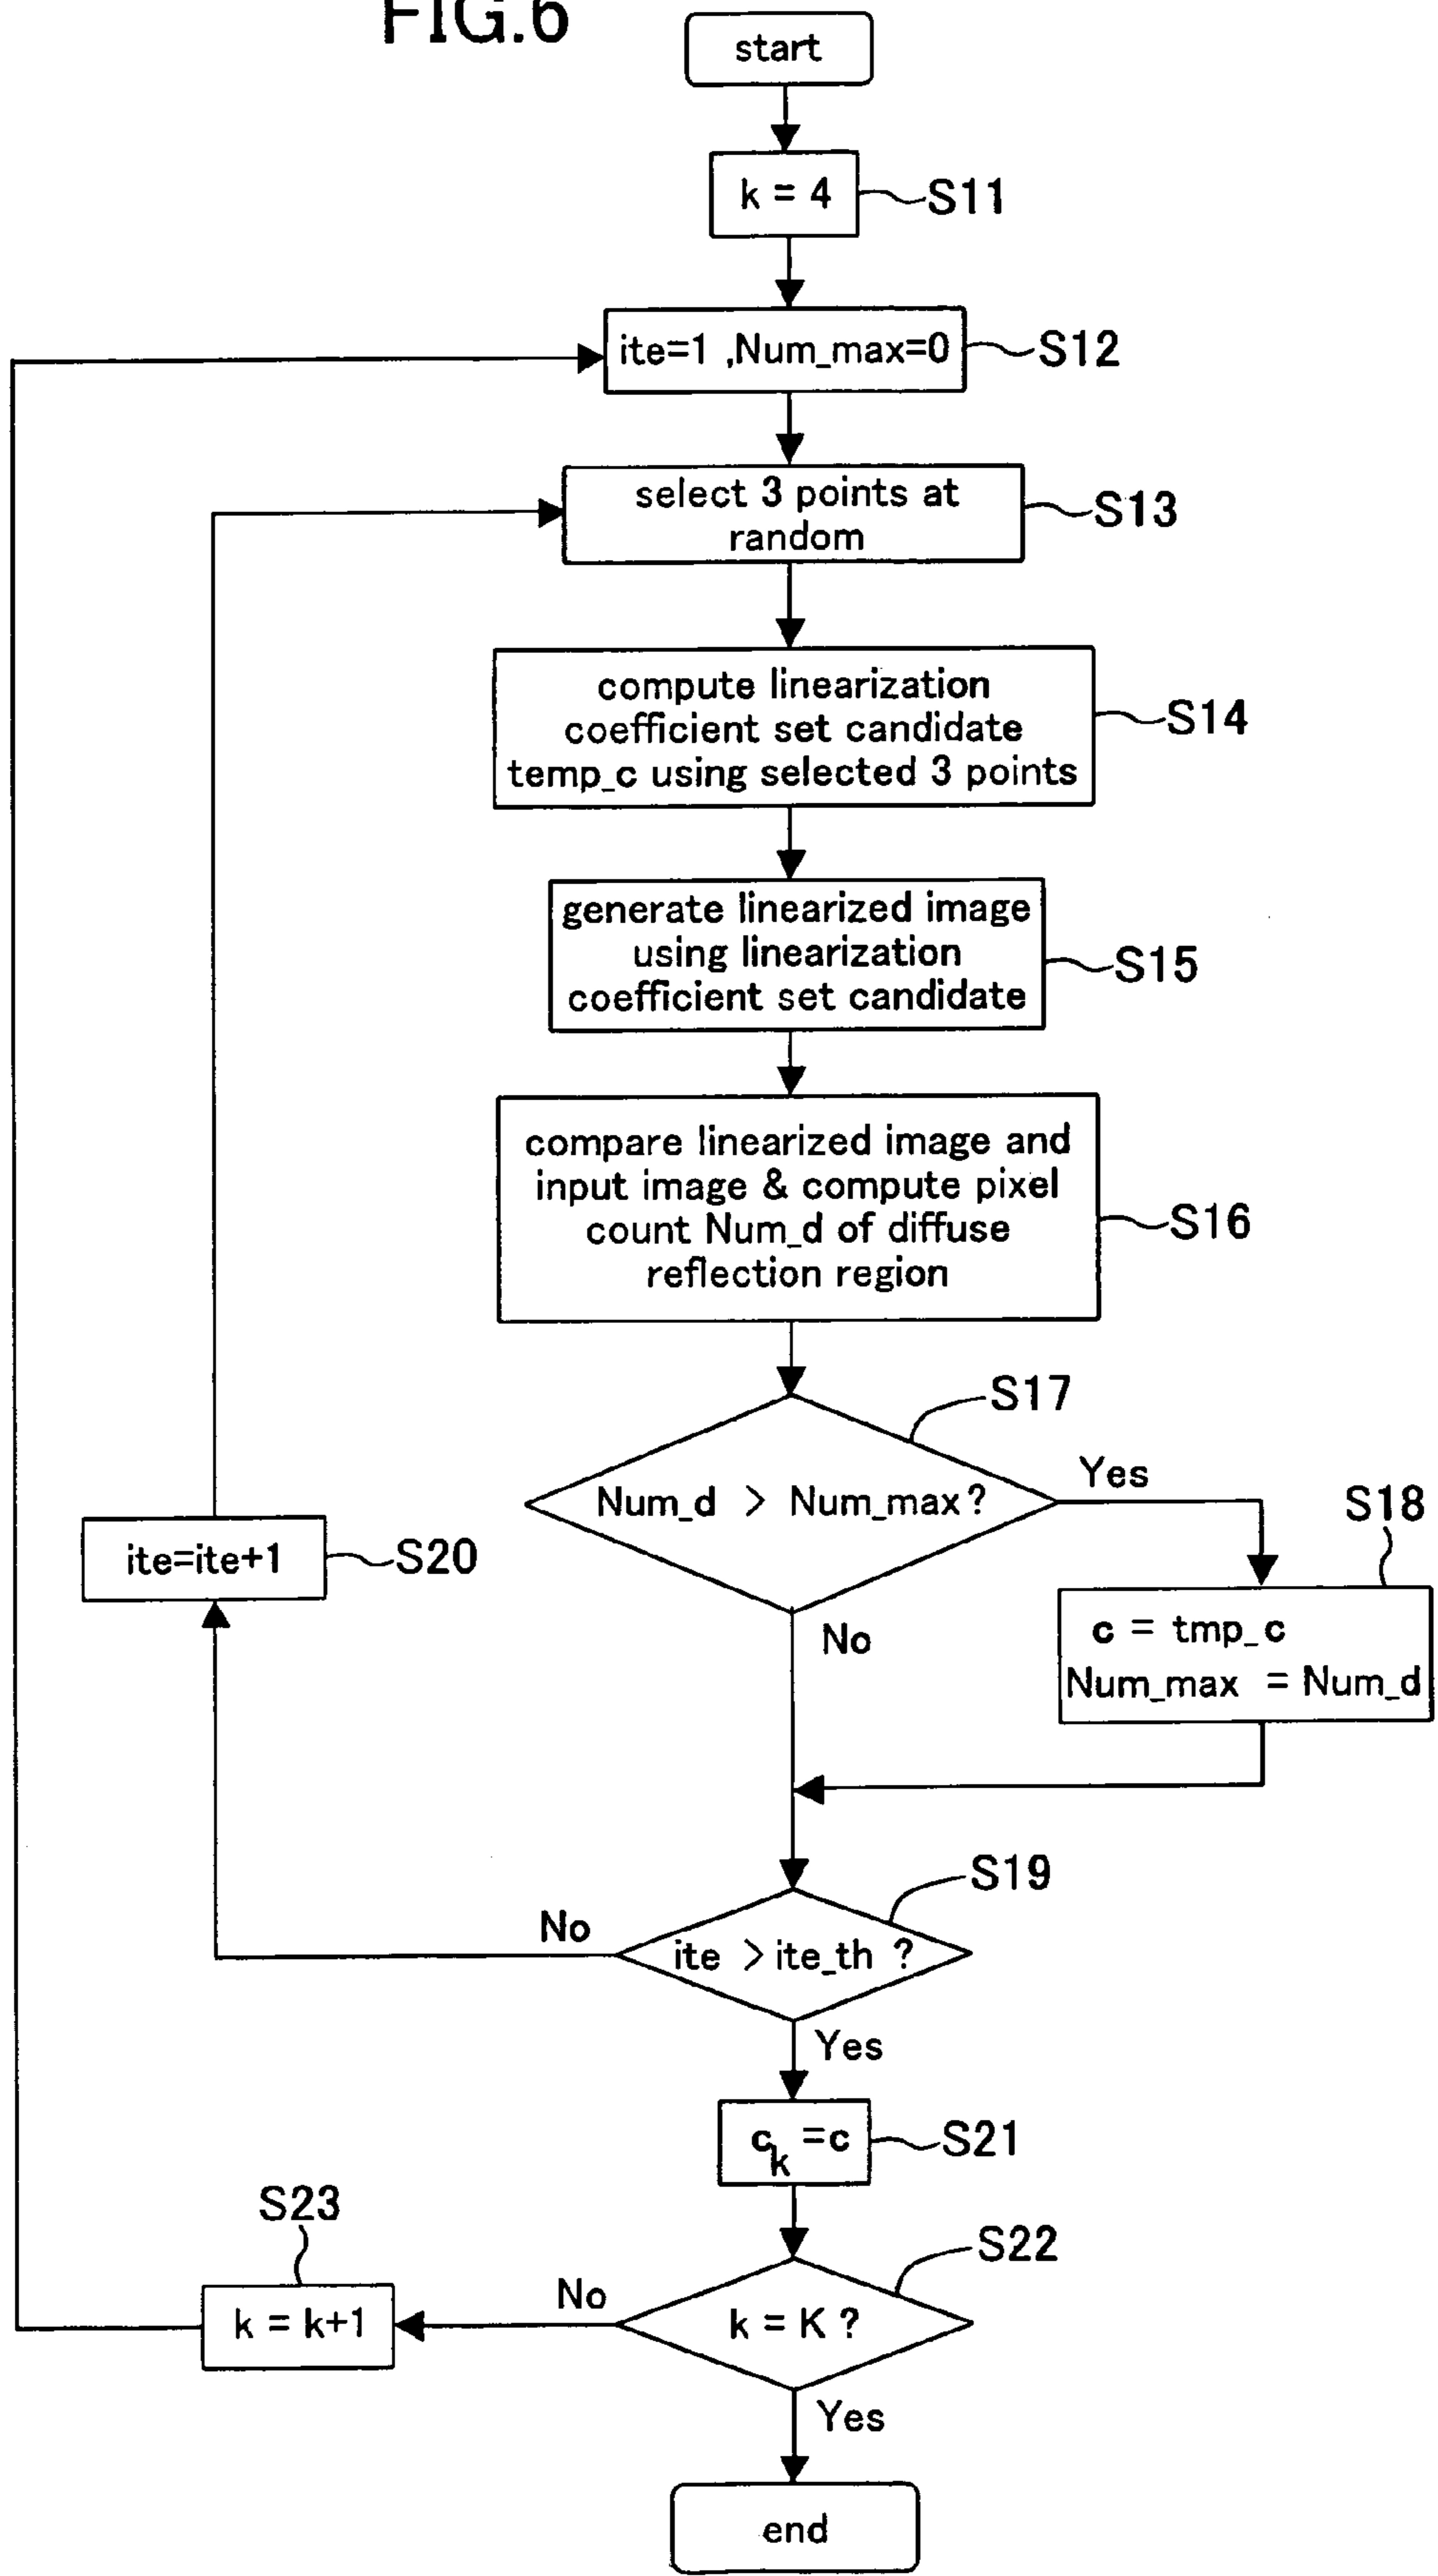 FIG.6
start
k = 4
S11
ite=1 ,Num_max=0
S12
select 3 points at
random
S13
compute linearization
coefficient set candidate
temp_c using selected 3 points
S14
generate linearized image
using linearization
coefficient set candidate
S15
compare linearized image and
input image & compute pixel
count Num_d of diffuse
reflection region
S16
S17
Num_d > Num_max?
Yes
No
S18
c = tmp_c
Num_max = Num_d
ite=ite+1
S20
S19
ite >ite_th ?
No
Yes
ck =c
S21
S22
k = K ?
No
Yes
S23
k = k+1
end